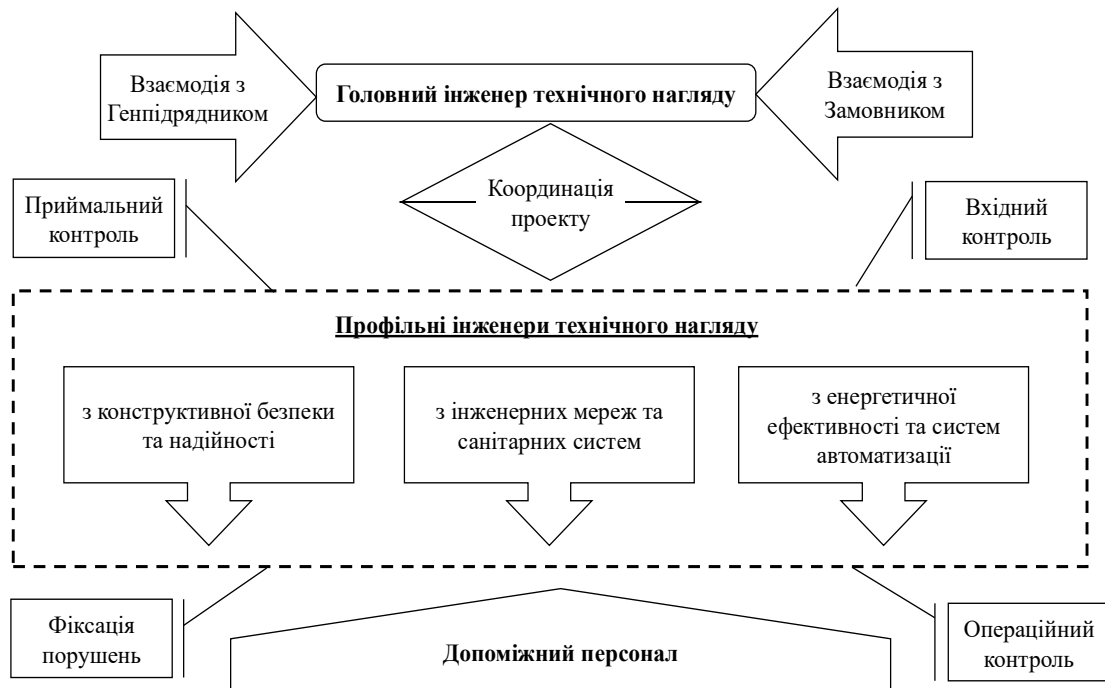 Взаємодія з
Генпідрядником
Головний інженер технічного нагляду
Взаємодія з
Замовником
Координація
проекту
Приймальний
контроль
Вхідний
контроль
Профільні інженери технічного нагляду
з конструктивної безпеки
та надійності
з інженерних мереж та
санітарних систем
з енергетичної
ефективності та систем
автоматизації
Фіксація
порушень
Допоміжний персонал
Операційний
контроль